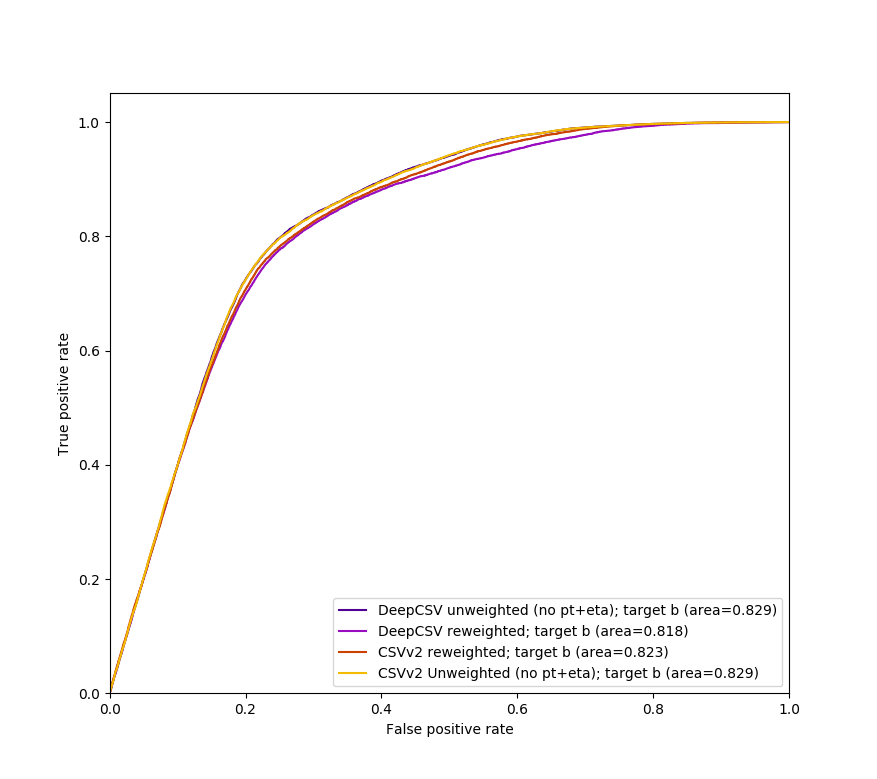 1.0
0.8
0.6
0.4
0.2
0.0
True positive rate
DeepCSV unweighted (no pt+eta); target b (area=0.829)
DeepCSV reweighted; target b (area=0.818)
CSVv2 reweighted; target b (area=0.823)
CSVv2 Unweighted (no pt+eta); target b (area=0.829)
0.0 0.2 0.4 0.6 0.8 1.0
False positive rate